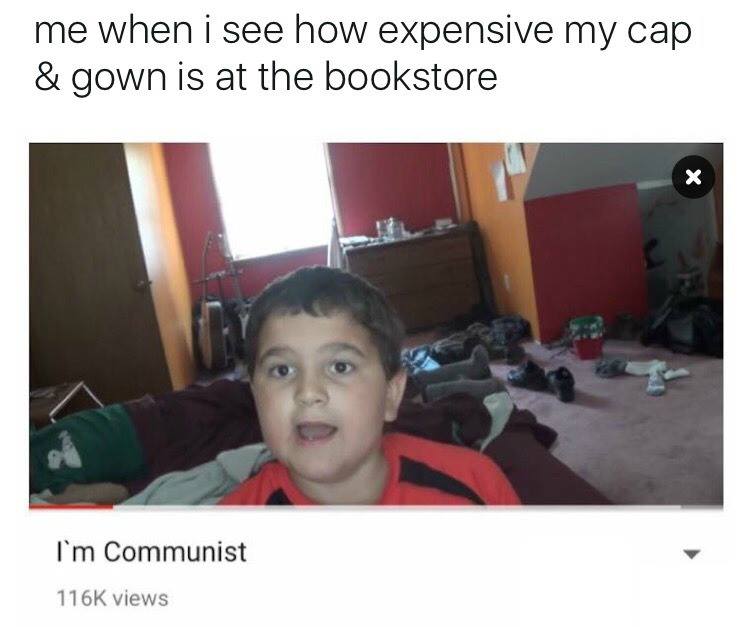 me when i see how expensive my cap
& gown is at the bookstore
I`m Communist
116K views